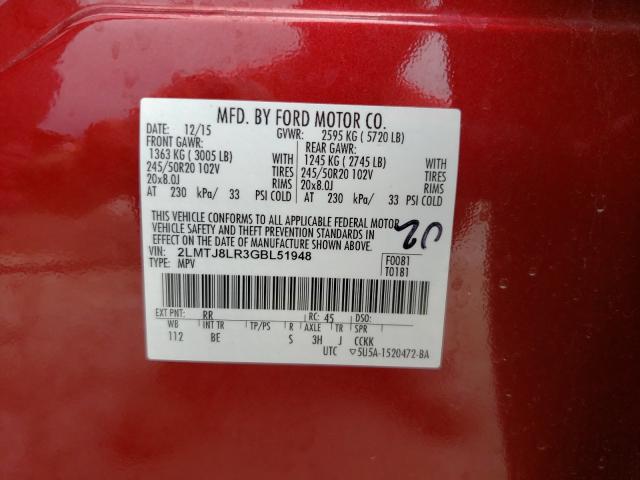 MFD. BY FORD MOTOR CO.
DATE: 12/15 GVWR: 2595 KG ( 5720 LB)
FRONT GAWR: REAR GAWR:
1363 KG ( 3005 LB) WITH 1245 KG ( 2745 LB)
245/50R20 102V TIRES 245/50R20 102V
20x8.0J RIMS 20x8.0J
AT 230 kPa/ 33 PSI COLD AT 230 kPa/ 33 PSI COLD
THIS VEHICLE CONFORMS TO ALL APPLICABLE FEDERAL MOTOR
VEHICLE SAFETY AND THEFT PREVENTION STANDARDS IN
EFFECT ON THE DATE OF MANUFACTURE SHOWN ABOVE.
VIN: 2LMTJ8LR3GBL51948 F0081
TYPE: MPV T0181
EXT PNT: RR RC: 45 DSO:
WB INT TR TP/PS R AXLE TR SPR
112 BE S 3H J CCKK
UTC ▽5U5A-1520472-BA